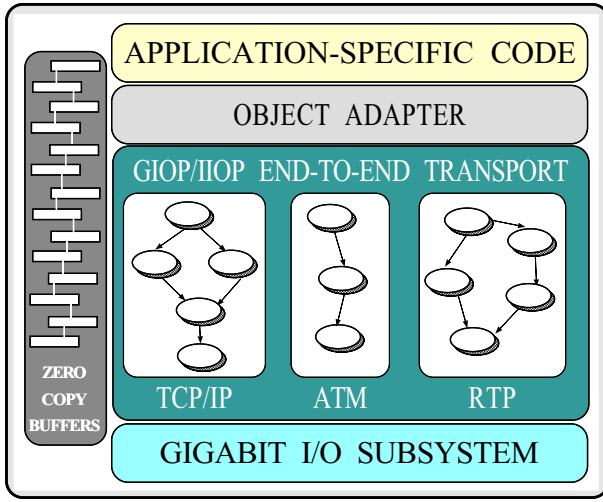 APPLICATION-SPECIFIC CODE
OBJECT ADAPTER
GIOP/IIOP END-TO-END TRANSPORT
TCP/IP ATM RTP
ZERO
COPY
BUFFERS
GIGABIT I/O SUBSYSTEM